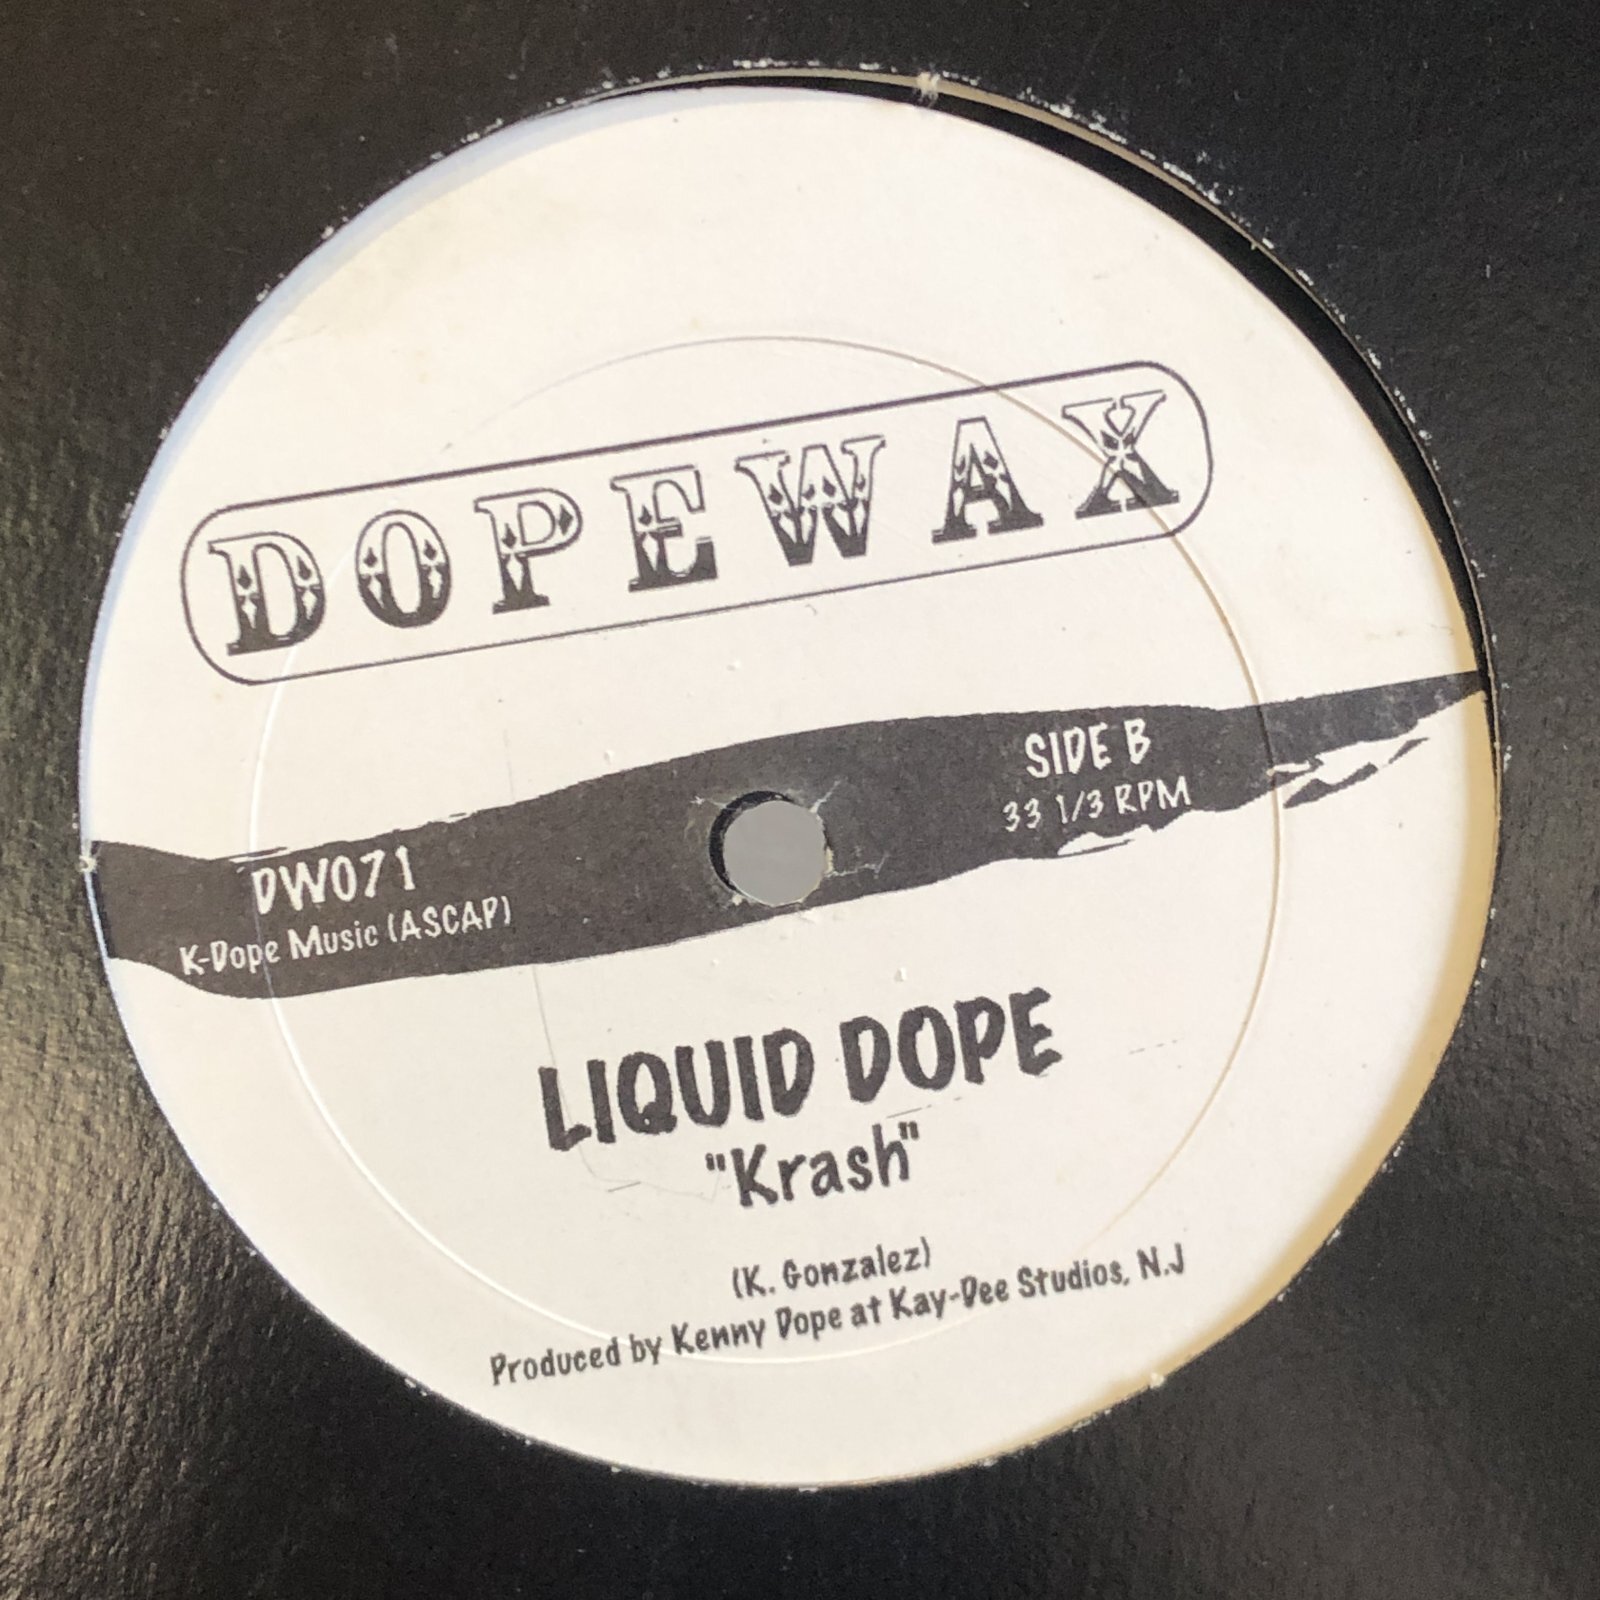 DOPEWAX
SIDE B
33 1/3 RPM
DW071
K-Dope Music (ASCAP)
LIQUID DOPE
"Krash"
(K. Gonzalez)
Produced by Kenny Dope at Kay-Dee Studios, N.J